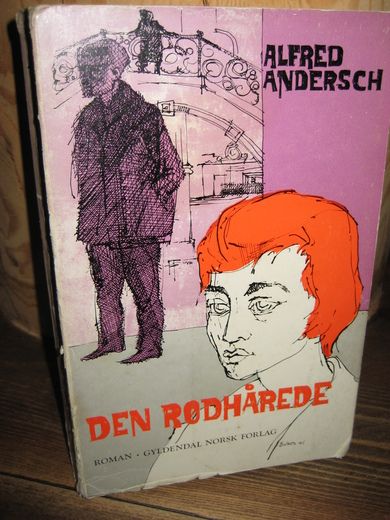 ALFRED
ANDERSCH
DEN RØDHÅREDE
ROMAN · GYLDENDAL NORSK FORLAG